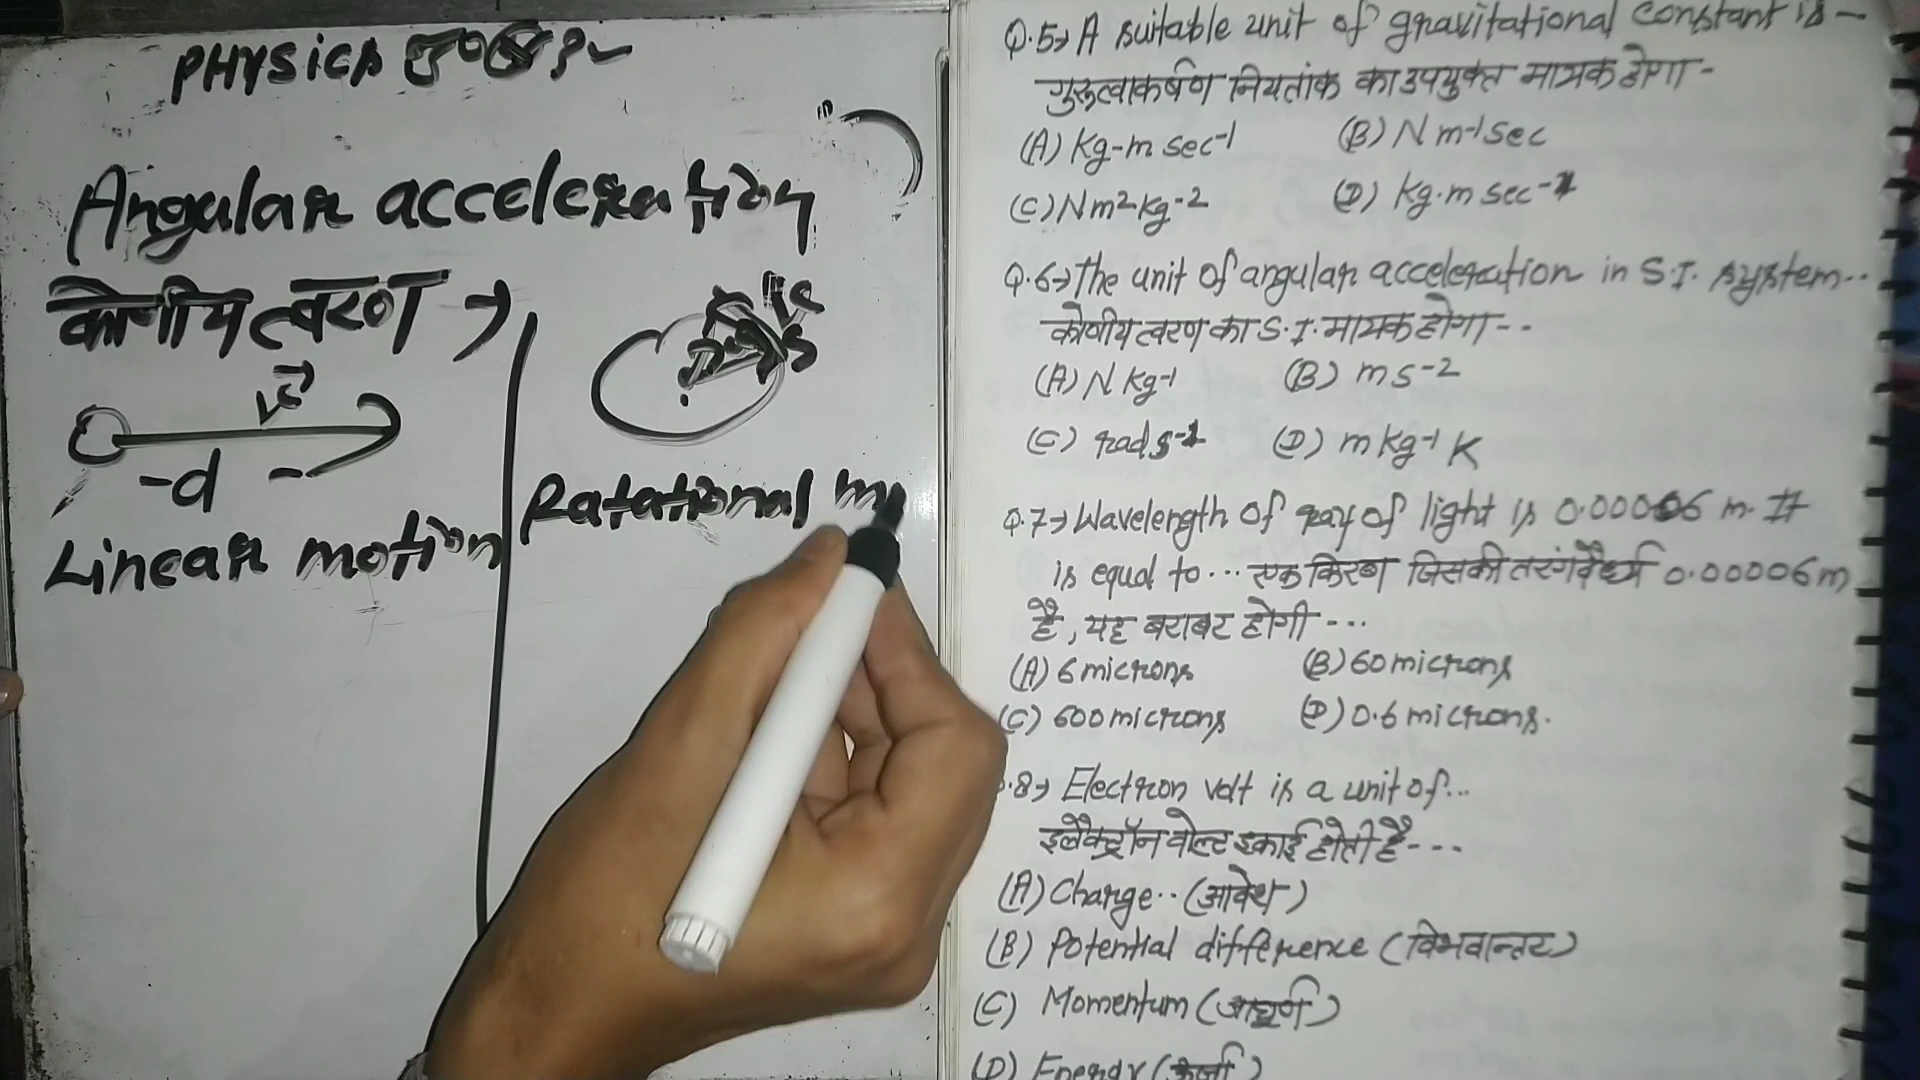 PHYSICS
Angular acceleration
कोणीय त्वरण →
d
Linear motion
Ratational m
Q.5→ A suitable unit of gravitational constant is -
गुरुत्वाकर्षण नियतांक का उपयुक्त मात्रक होगा -
(A) Kg-m sec-1 (B) N m-1 sec
(C) N m2 kg-2 (D) kg.m sec-1
Q.6→ The unit of angular acceleration in S.I. system..
कोणीय त्वरण का S.I. मात्रक होगा - -
(A) N kg-1 (B) m s-2
(C) rad s-2 (D) m kg-1 K
Q.7→ Wavelength of ray of light is 0.00006 m. It
is equal to... एक किरण जिसकी तरंगदैर्ध्य 0.00006 m
है, यह बराबर होगी - ...
(A) 6 microns (B) 60 microns
(C) 600 microns (D) 0.6 microns.
.8→ Electron volt is a unit of...
इलैक्ट्रॉन वोल्ट इकाई होती है - - -
(A) Charge.. (आवेश)
(B) Potential difference (विभवान्तर)
(C) Momentum (आघूर्ण)
(D) Energy (ऊर्जा)